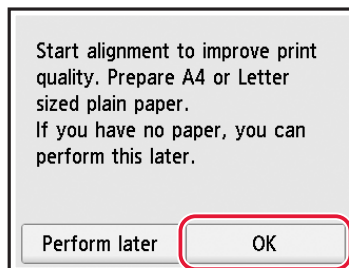 Start alignment to improve print
quality. Prepare A4 or Letter
sized plain paper.
If you have no paper, you can
perform this later.
Perform later
OK